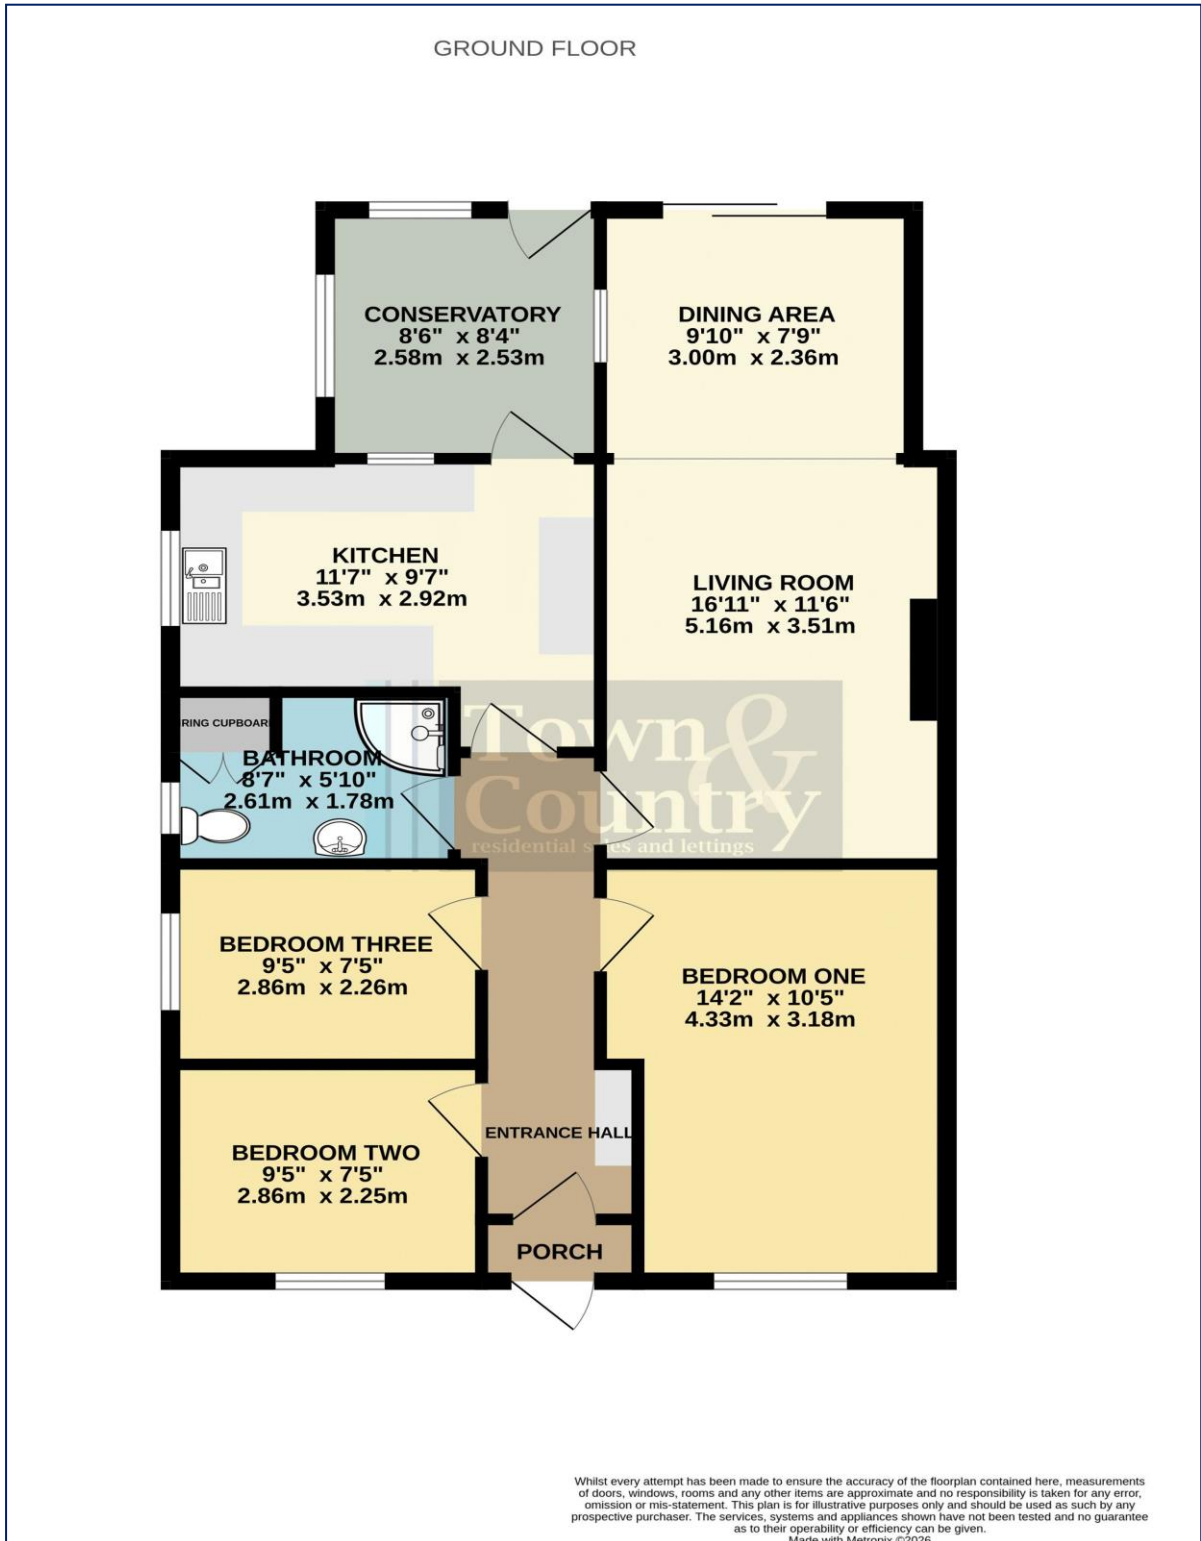 GROUND FLOOR
CONSERVATORY
8'6" x 8'4"
2.58m x 2.53m
DINING AREA
9'10" x 7'9"
3.00m x 2.36m
KITCHEN
11'7" x 9'7"
3.53m x 2.92m
LIVING ROOM
16'11" x 11'6"
5.16m x 3.51m
RING CUPBOAR
BATHROOM
8'7" x 5'10"
2.61m x 1.78m
Town &
Country
residential sales and lettings
BEDROOM THREE
9'5" x 7'5"
2.86m x 2.26m
BEDROOM ONE
14'2" x 10'5"
4.33m x 3.18m
ENTRANCE HALL
BEDROOM TWO
9'5" x 7'5"
2.86m x 2.25m
PORCH
Whilst every attempt has been made to ensure the accuracy of the floorplan contained here, measurements
of doors, windows, rooms and any other items are approximate and no responsibility is taken for any error,
omission or mis-statement. This plan is for illustrative purposes only and should be used as such by any
prospective purchaser. The services, systems and appliances shown have not been tested and no guarantee
as to their operability or efficiency can be given.
Made with Metropix ©2026